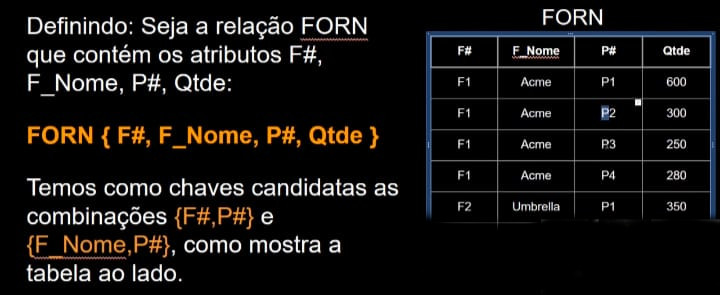 Definindo: Seja a relação FORN
que contém os atributos F#,
F_Nome, P#, Qtde:
FORN { F#, F_Nome, P#, Qtde }
Temos como chaves candidatas as
combinações {F#,P#} e
{F_Nome,P#}, como mostra a
tabela ao lado.
FORN
F# F_Nome P# Qtde
F1 Acme P1 600
F1 Acme P2 300
F1 Acme P3 250
F1 Acme P4 280
F2 Umbrella P1 350